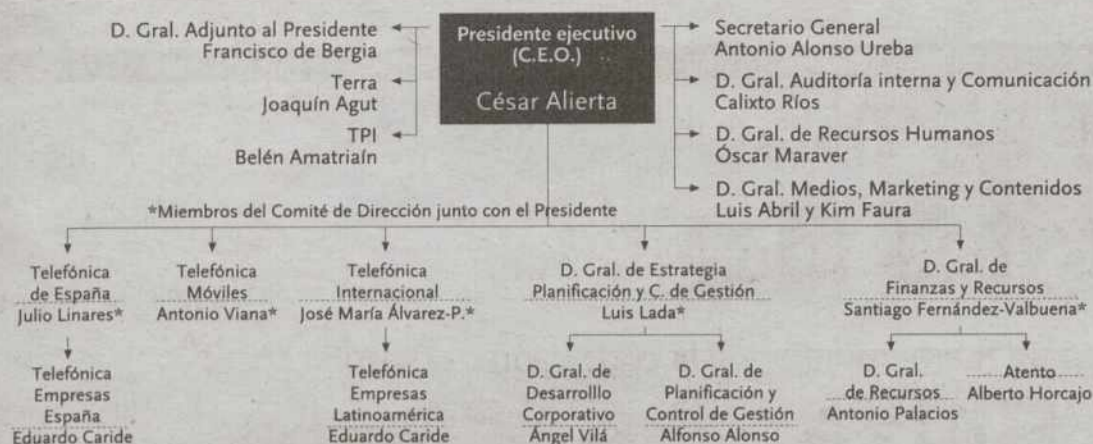 D. Gral. Adjunto al Presidente
Francisco de Bergia
Terra
Joaquín Agut
TPI
Belén Amatriaín
Presidente ejecutivo
(C.E.O.)
César Alierta
Secretario General
Antonio Alonso Ureba
D. Gral. Auditoría interna y Comunicación
Calixto Ríos
D. Gral. de Recursos Humanos
Óscar Maraver
D. Gral. Medios, Marketing y Contenidos
Luis Abril y Kim Faura
*Miembros del Comité de Dirección junto con el Presidente
Telefónica
de España
Julio Linares*
Telefónica
Móviles
Antonio Viana*
Telefónica
Internacional
José María Álvarez-P.*
D. Gral. de Estrategia
Planificación y C. de Gestión
Luis Lada*
D. Gral. de
Finanzas y Recursos
Santiago Fernández-Valbuena*
Telefónica
Empresas
España
Eduardo Caride
Telefónica
Empresas
Latinoamérica
Eduardo Caride
D. Gral. de
Desarrolllo
Corporativo
Ángel Vilá
D. Gral. de
Planificación y
Control de Gestión
Alfonso Alonso
D. Gral.
de Recursos
Antonio Palacios
Atento
Alberto Horcajo